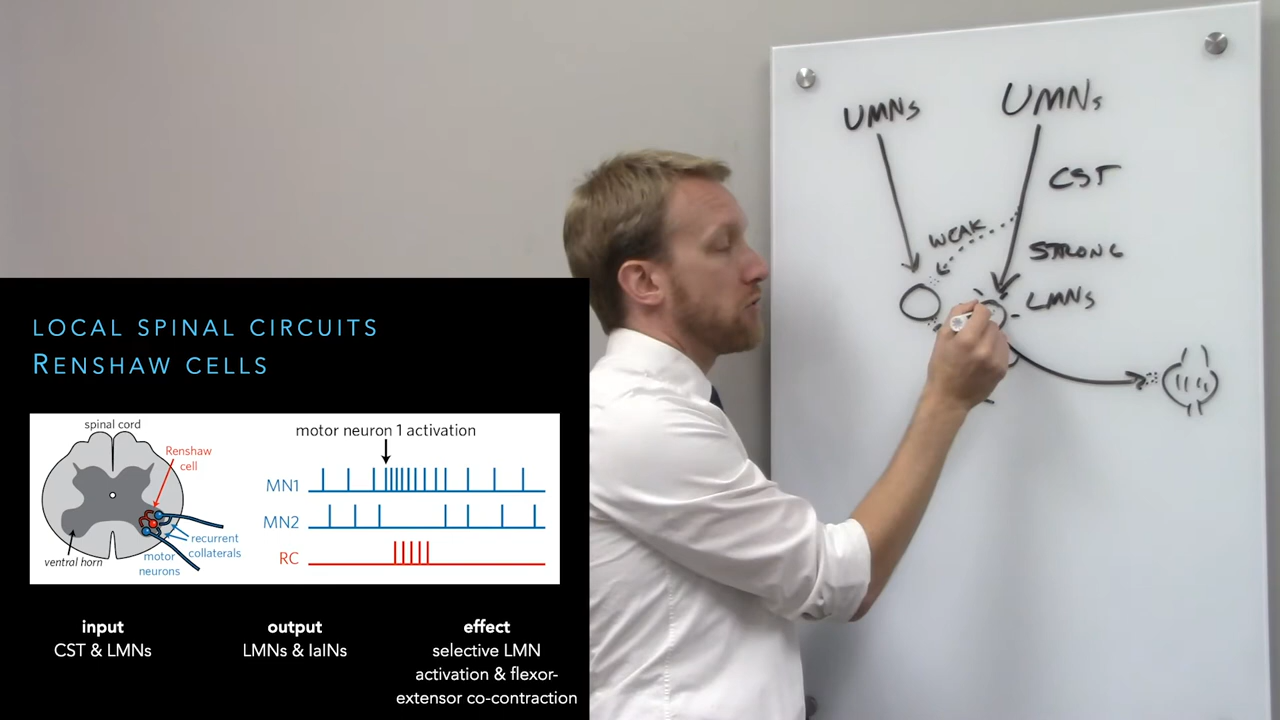 UMNs
UMNs
CST
WEAK
STRONG
LMNs
LOCAL SPINAL CIRCUITS
RENSHAW CELLS
spinal cord
Renshaw
cell
recurrent
collaterals
motor
neurons
ventral horn
motor neuron 1 activation
MN1
MN2
RC
input
CST & LMNs
output
LMNs & IaINs
effect
selective LMN
activation & flexor-
extensor co-contraction